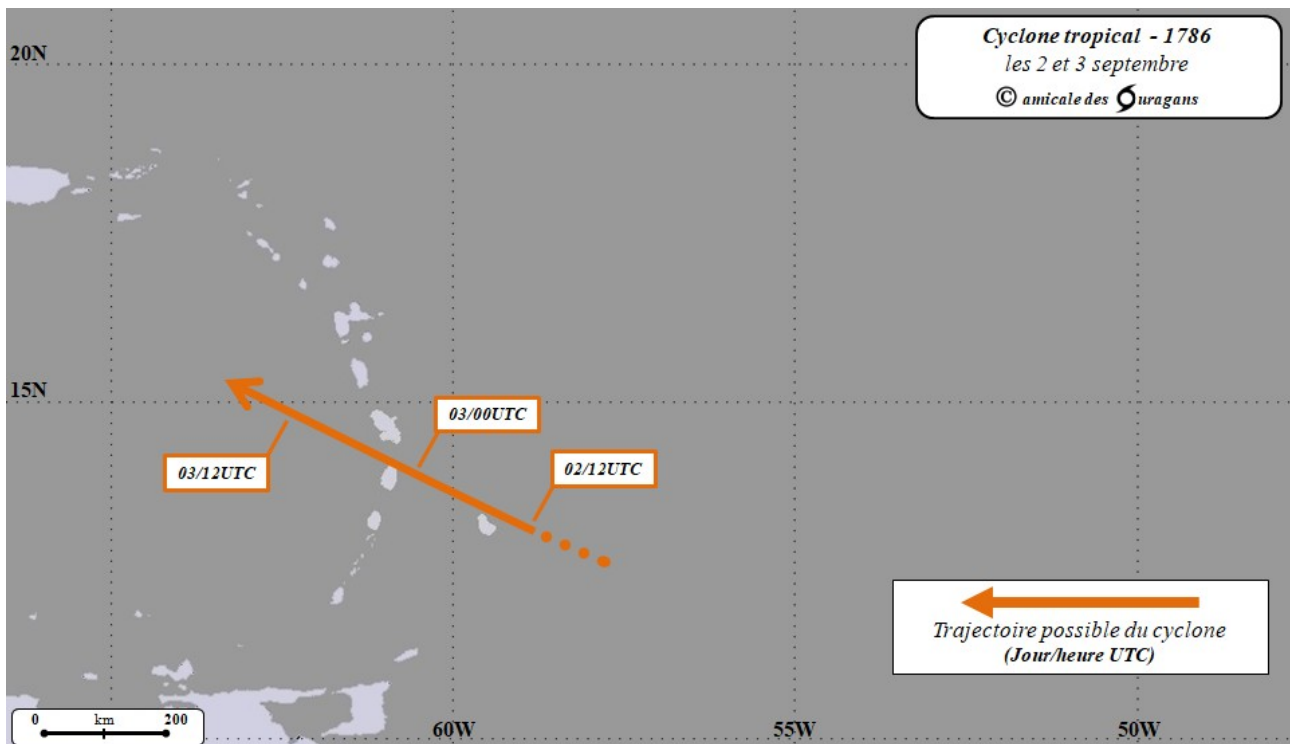 Cyclone tropical - 1786
les 2 et 3 septembre
© amicale des Ouragans
20N
15N
03/00UTC
03/12UTC
02/12UTC
Trajectoire possible du cyclone
(Jour/heure UTC)
0 km 200
60W 55W 50W